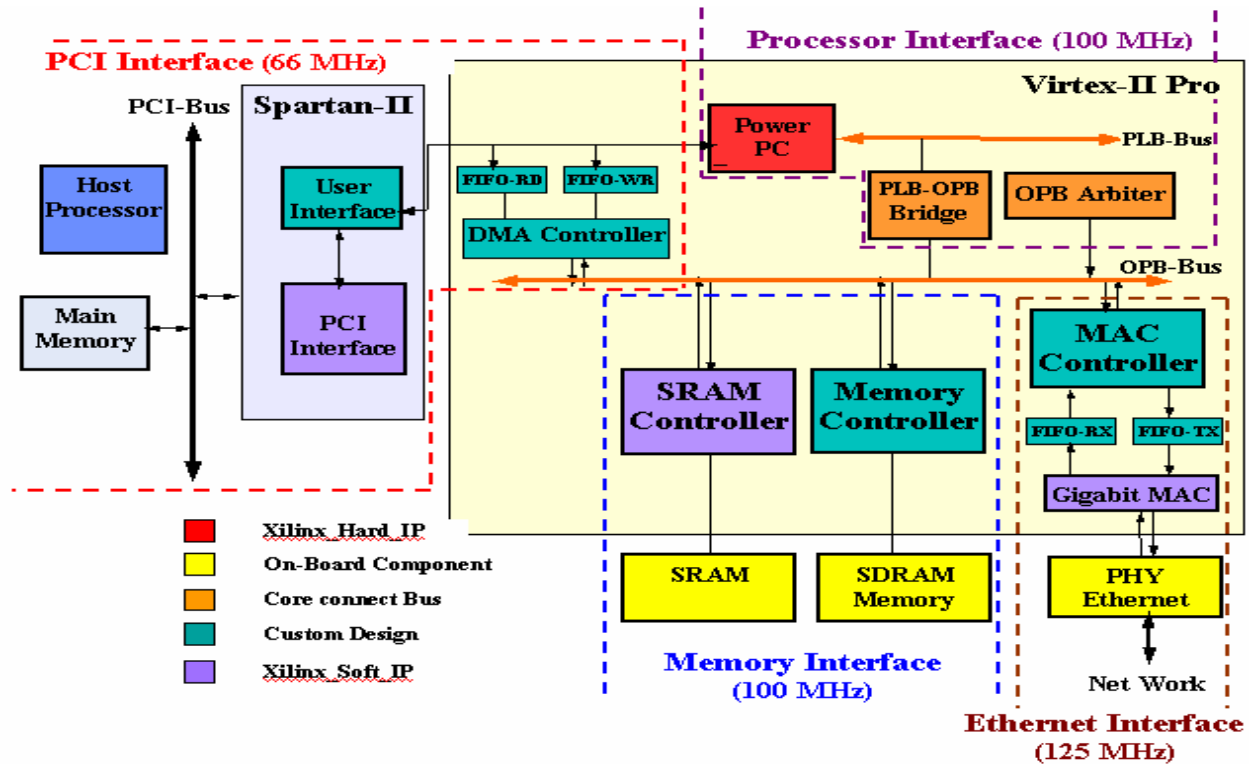 Processor Interface (100 MHz)
PCI Interface (66 MHz)
Virtex-II Pro
PCI-Bus
Spartan-II
Power
PC
PLB-Bus
Host
Processor
User
Interface
FIFO-RD
FIFO-WR
PLB-OPB
Bridge
OPB Arbiter
DMA Controller
OPB-Bus
Main
Memory
PCI
Interface
MAC
Controller
SRAM
Controller
Memory
Controller
FIFO-RX
FIFO-TX
Gigabit MAC
Xilinx_Hard_IP
On-Board Component
Core connect Bus
Custom Design
Xilinx_Soft_IP
SRAM
SDRAM
Memory
PHY
Ethernet
Memory Interface
(100 MHz)
Net Work
Ethernet Interface
(125 MHz)